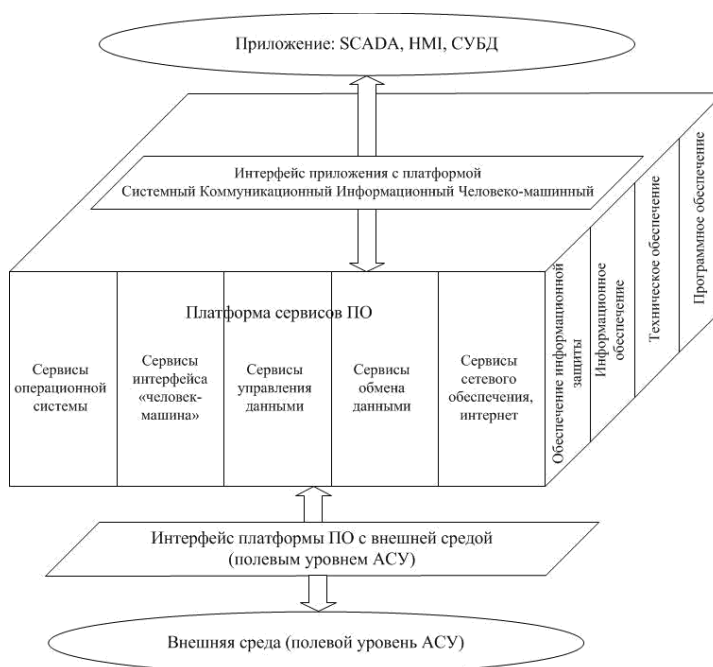 Приложение: SCADA, HMI, СУБД
Интерфейс приложения с платформой
Системный Коммуникационный Информационный Человеко-машинный
Платформа сервисов ПО
Сервисы
операционной
системы
Сервисы
интерфейса
«человек-
машина»
Сервисы
управления
данными
Сервисы
обмена
данными
Сервисы
сетевого
обеспечения,
интернет
Обеспечение информационной
защиты
Информационное
обеспечение
Техническое обеспечение
Программное обеспечение
Интерфейс платформы ПО с внешней средой
(полевым уровнем АСУ)
Внешняя среда (полевой уровень АСУ)